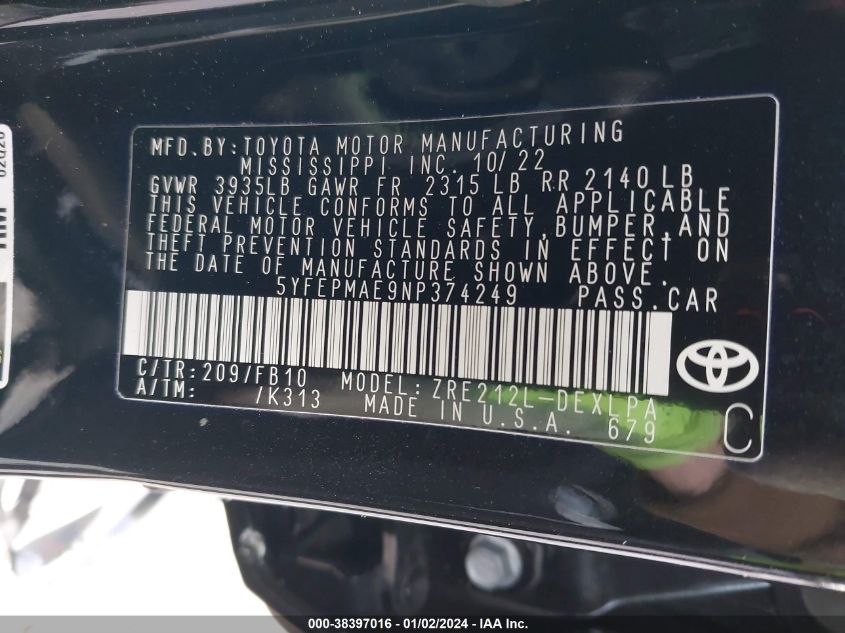 MFD. BY: TOYOTA MOTOR MANUFACTURING
MISSISSIPPI INC. 10/22
GVWR 3935LB GAWR FR 2315 LB RR 2140 LB
THIS VEHICLE CONFORMS TO ALL APPLICABLE
FEDERAL MOTOR VEHICLE SAFETY, BUMPER, AND
THEFT PREVENTION STANDARDS IN EFFECT ON
THE DATE OF MANUFACTURE SHOWN ABOVE.
5YFEPMAE9NP374249 PASS. CAR
C/TR: 209/FB10 MODEL: ZRE212L-DEXLPA
A/TM: /K313 MADE IN U.S.A. 679
C
000-38397016 - 01/02/2024 - IAA Inc.